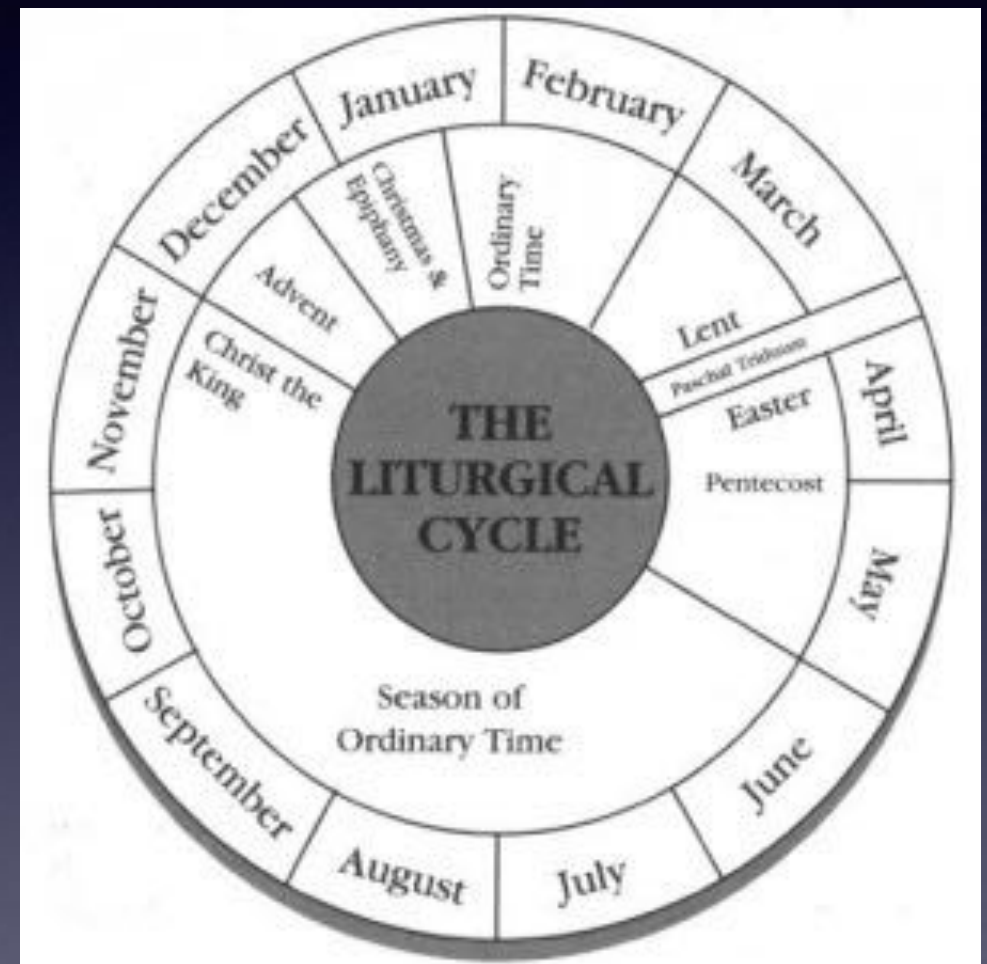 January
February
March
April
May
June
July
August
September
October
November
December
Christmas &
Epiphany
Ordinary
Time
Lent
Paschal Triduum
Easter
Pentecost
Season of
Ordinary Time
Christ the
King
Advent
THE
LITURGICAL
CYCLE